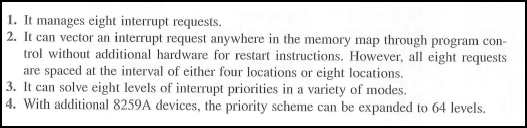 1. It manages eight interrupt requests.
2. It can vector an interrupt request anywhere in the memory map through program con-
trol without additional hardware for restart instructions. However, all eight requests
are spaced at the interval of either four locations or eight locations.
3. It can solve eight levels of interrupt priorities in a variety of modes.
4. With additional 8259A devices, the priority scheme can be expanded to 64 levels.